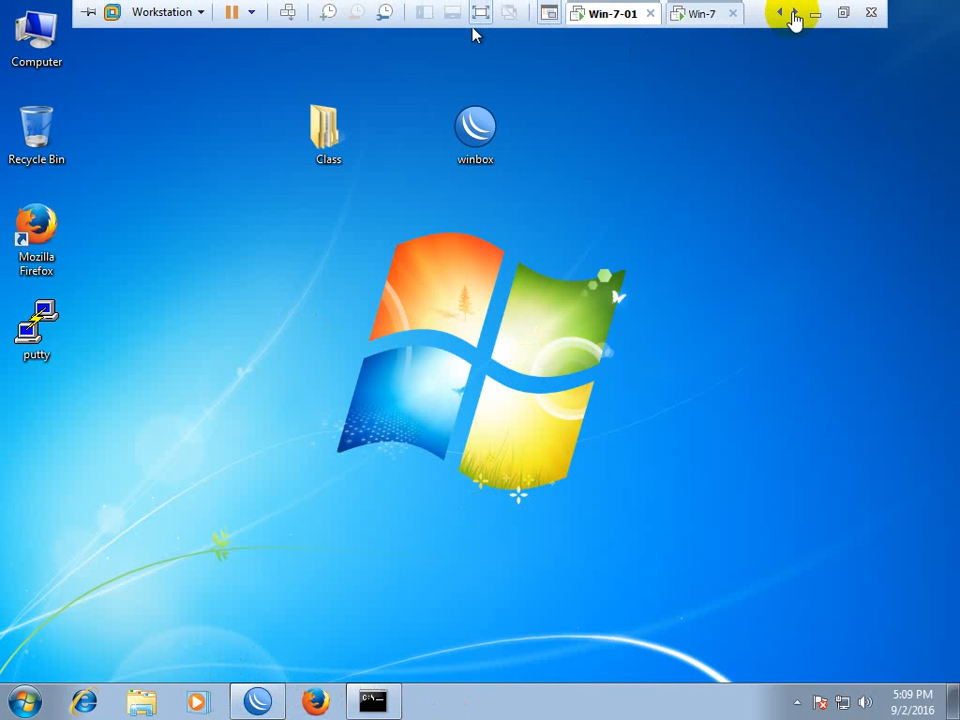 Workstation
Win-7-01
Win-7
Computer
Recycle Bin
Class
winbox
Mozilla
Firefox
putty
C:\
5:09 PM
9/2/2016